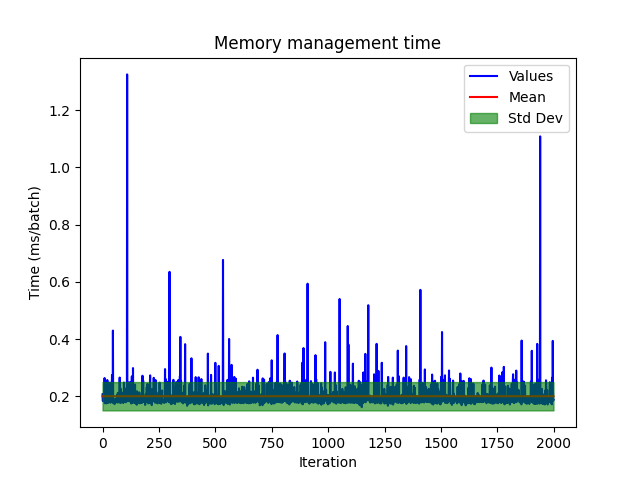 Memory management time
Values
Mean
Std Dev
1.2
1.0
0.8
0.6
0.4
0.2
Time (ms/batch)
0 250 500 750 1000 1250 1500 1750 2000
Iteration